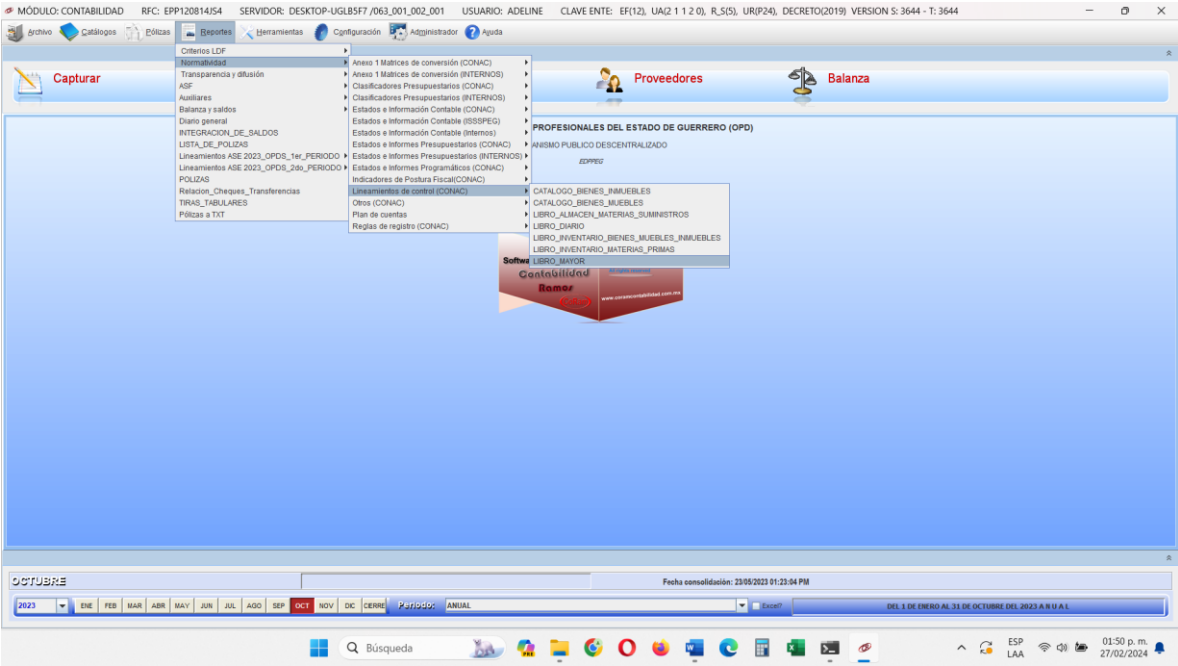 MÓDULO: CONTABILIDAD RFC: EPP120814JS4 SERVIDOR: DESKTOP-UGLB5F7 /063_001_002_001 USUARIO: ADELINE CLAVE ENTE: EF(12), UA(2 1 1 2 0), R_S(5), UR(P24), DECRETO(2019) VERSION S: 3644 - T: 3644
Archivo Catálogos Pólizas Reportes Herramientas Configuración Administrador Ayuda
Capturar
Proveedores
Balanza
Criterios LDF
Normatividad
Transparencia y difusión
ASF
Auxiliares
Balanza y saldos
Diario general
INTEGRACION_DE_SALDOS
LISTA_DE_POLIZAS
Lineamientos ASE 2023_OPDS_1er_PERIODO
Lineamientos ASE 2023_OPDS_2do_PERIODO
POLIZAS
Relacion_Cheques_Transferencias
TIRAS_TABULARES
Pólizas a TXT
Anexo 1 Matrices de conversión (CONAC)
Anexo 1 Matrices de conversión (INTERNOS)
Clasificadores Presupuestarios (CONAC)
Clasificadores Presupuestarios (INTERNOS)
Estados e Información Contable (CONAC)
Estados e Información Contable (ISSSPEG)
Estados e Información Contable (Internos)
Estados e Informes Presupuestarios (CONAC)
Estados e Informes Presupuestarios (INTERNOS)
Estados e Informes Programáticos (CONAC)
Indicadores de Postura Fiscal(CONAC)
Lineamientos de control (CONAC)
Otros (CONAC)
Plan de cuentas
Reglas de registro (CONAC)
PROFESIONALES DEL ESTADO DE GUERRERO (OPD)
ANISMO PUBLICO DESCENTRALIZADO
EDPPEG
CATALOGO_BIENES_INMUEBLES
CATALOGO_BIENES_MUEBLES
LIBRO_ALMACEN_MATERIAS_SUMINISTROS
LIBRO_DIARIO
LIBRO_INVENTARIO_BIENES_MUEBLES_INMUEBLES
LIBRO_INVENTARIO_MATERIAS_PRIMAS
LIBRO_MAYOR
Softwa
Contabilidad
Ramos
OCTUBRE
Fecha consolidación: 23/05/2023 01:23:04 PM
2023 ENE FEB MAR ABR MAY JUN JUL AGO SEP OCT NOV DIC CIERRE Periodo: ANUAL Excel? DEL 1 DE ENERO AL 31 DE OCTUBRE DEL 2023 A N U A L
Búsqueda
PRE
ESP
LAA
01:50 p. m.
27/02/2024